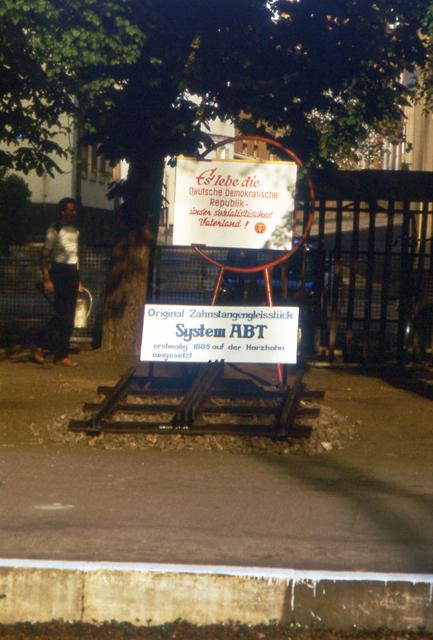 Es lebe die
Deutsche Demokratische
Republik -
unser sozialistisches
Vaterland !
Original Zahnstangengleisstück
System ABT
erstmalig 1885 auf der Harzbahn
eingesetzt